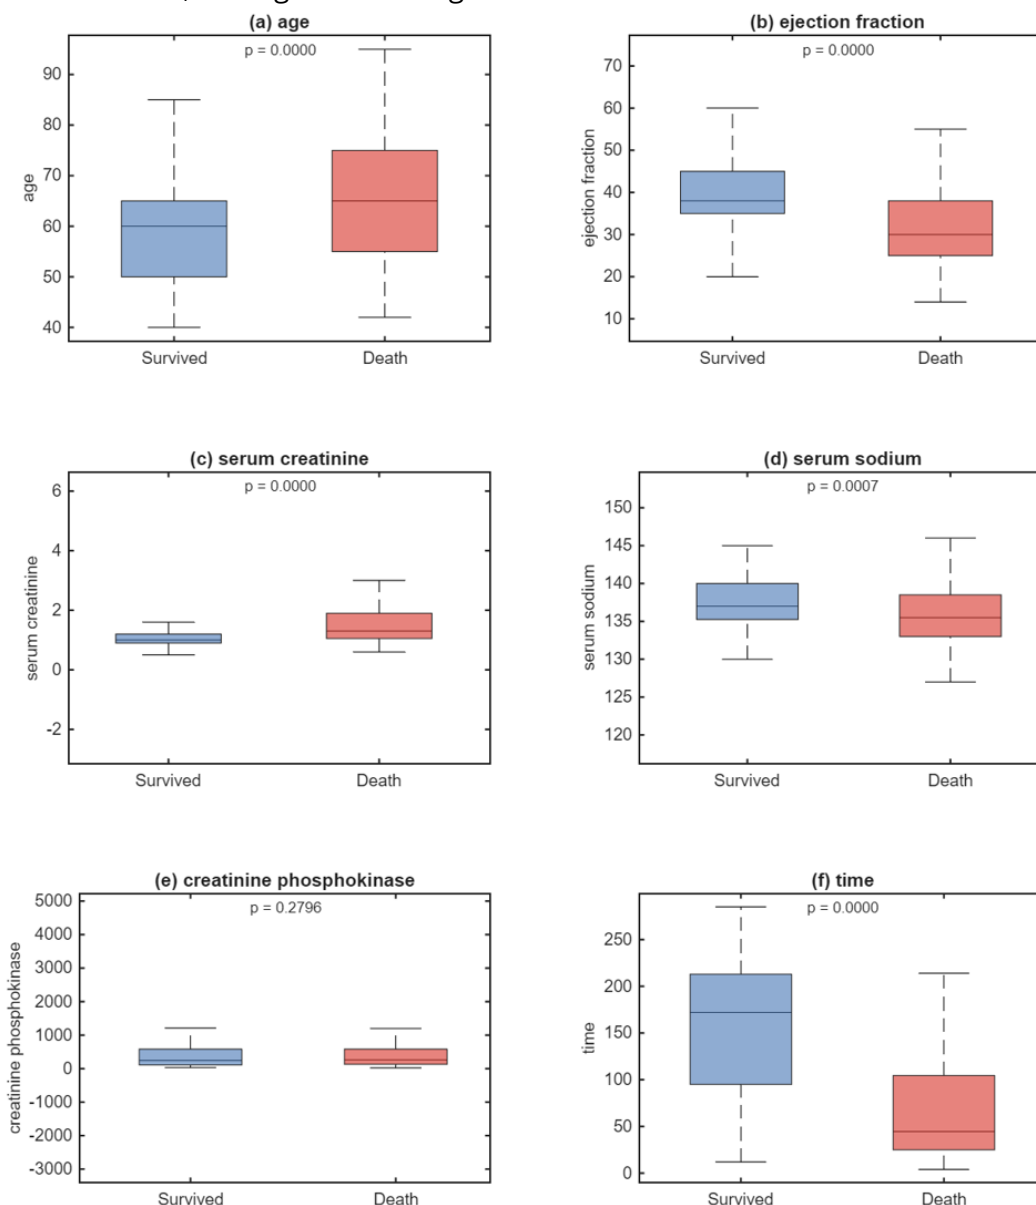 (a) age
p = 0.0000
90
80
70
60
50
40
age
Survived Death
(b) ejection fraction
p = 0.0000
70
60
50
40
30
20
10
ejection fraction
Survived Death
(c) serum creatinine
p = 0.0000
6
4
2
0
-2
serum creatinine
Survived Death
(d) serum sodium
p = 0.0007
150
145
140
135
130
125
120
serum sodium
Survived Death
(e) creatinine phosphokinase
p = 0.2796
5000
4000
3000
2000
1000
0
-1000
-2000
-3000
creatinine phosphokinase
Survived Death
(f) time
p = 0.0000
250
200
150
100
50
0
time
Survived Death